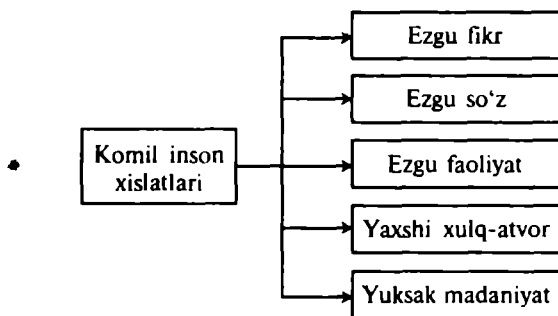 Ezgu fikr
Ezgu so‘z
Komil inson
xislatlari
Ezgu faoliyat
Yaxshi xulq-atvor
Yuksak madaniyat